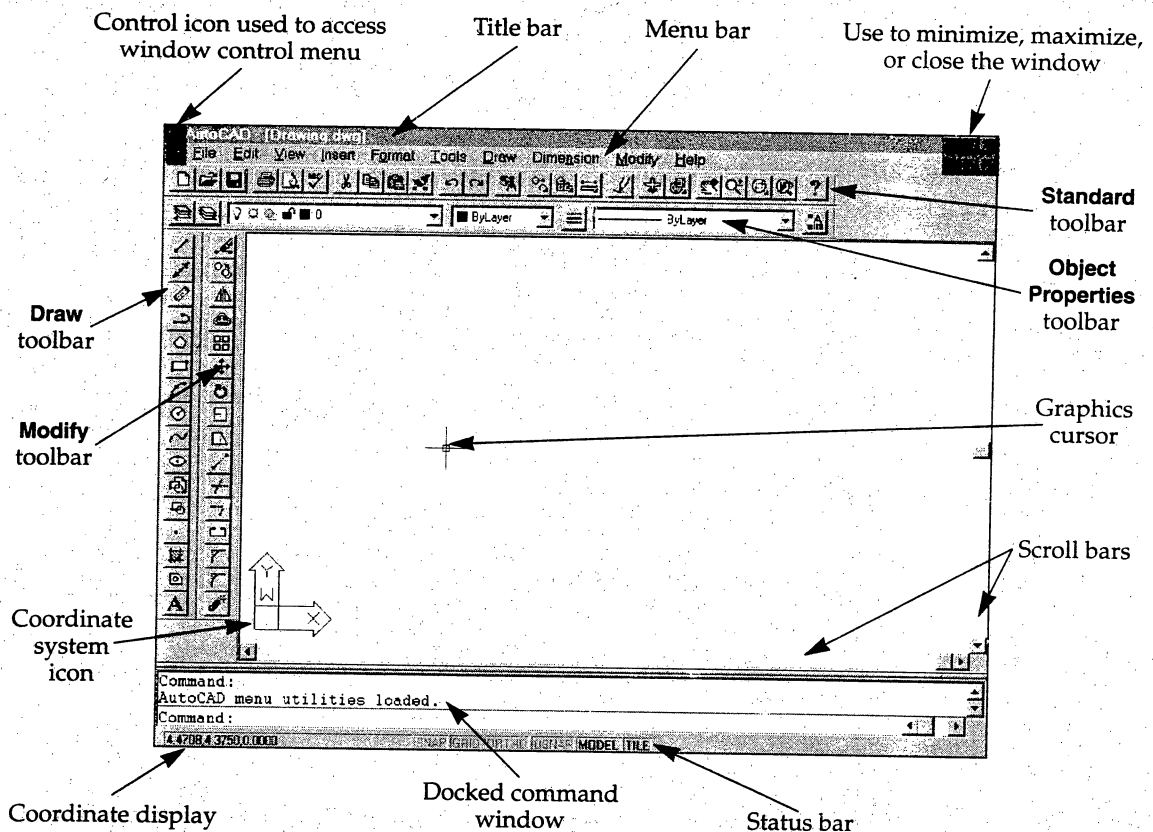 Control icon used to access
window control menu
Title bar
Menu bar
Use to minimize, maximize,
or close the window
AutoCAD - [Drawing.dwg]
File Edit View Insert Format Tools Draw Dimension Modify Help
Standard
toolbar
0 ByLayer ByLayer
Object
Properties
toolbar
Draw
toolbar
Modify
toolbar
Graphics
cursor
Scroll bars
Y
W
X
A
Coordinate
system
icon
Command:
AutoCAD menu utilities loaded.
Command:
4.4708,4.3750,0.0000 SNAP GRID ORTHO OSNAP MODEL TILE
Coordinate display
Docked command
window
Status bar